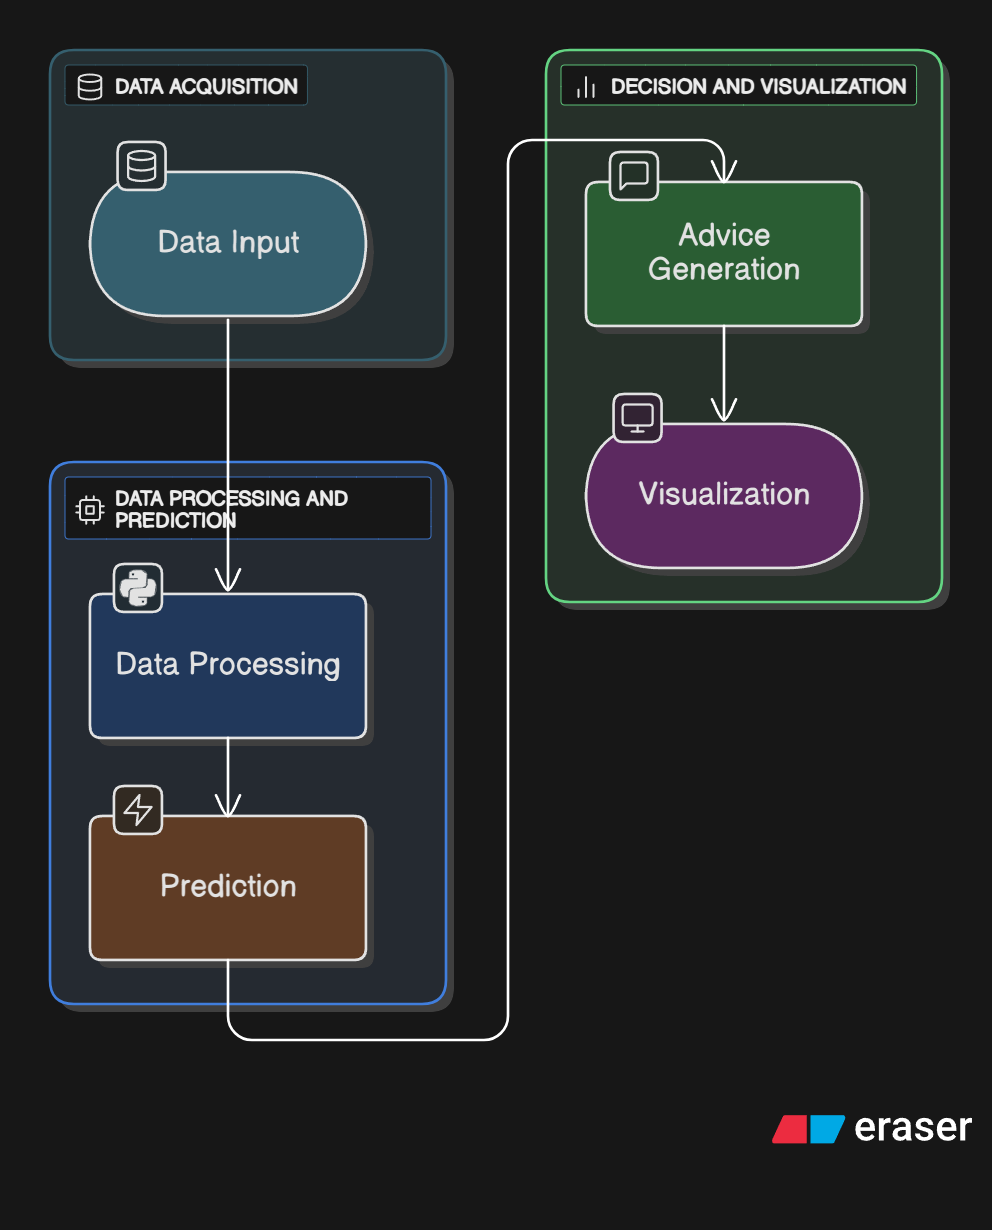 DATA ACQUISITION
Data Input
DATA PROCESSING AND
PREDICTION
Data Processing
Prediction
DECISION AND VISUALIZATION
Advice
Generation
Visualization
eraser